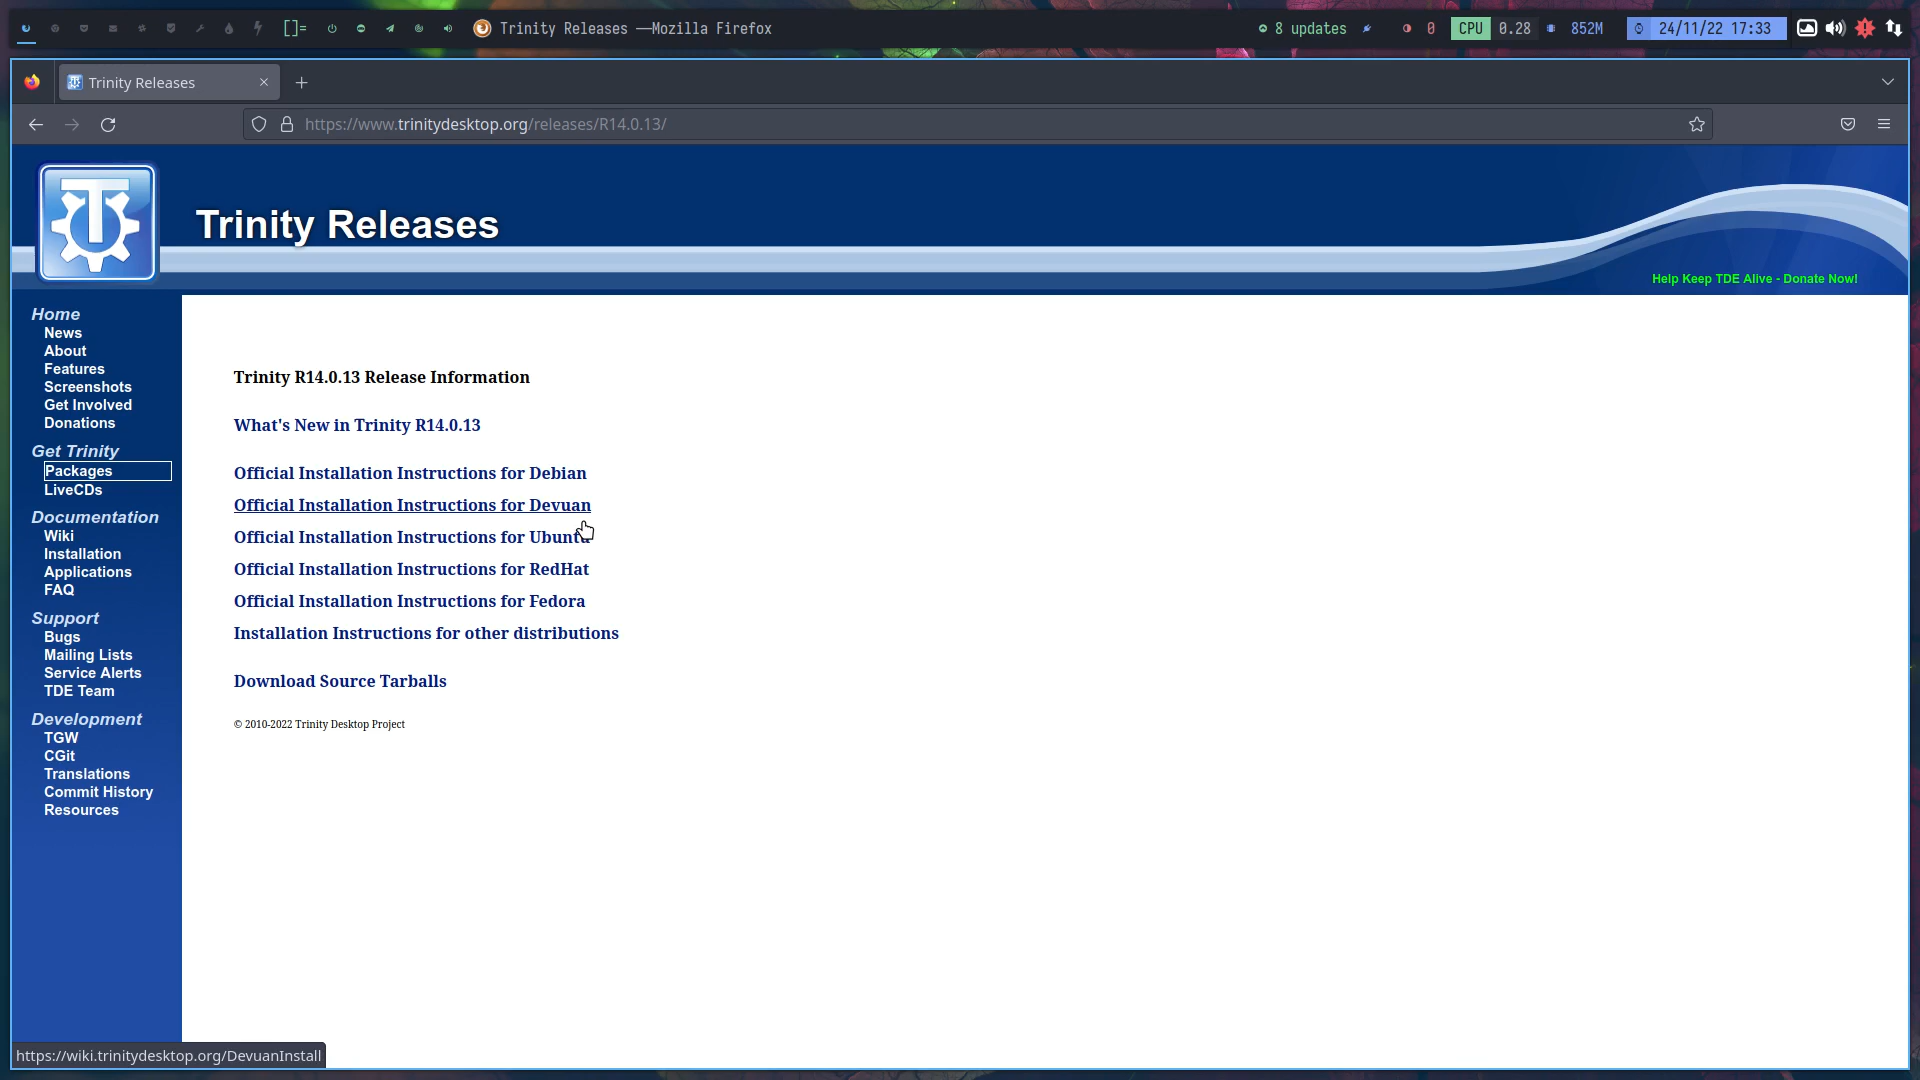 []=
Trinity Releases —Mozilla Firefox
8 updates
0
CPU 0.28
852M
24/11/22 17:33
Trinity Releases
https://www.trinitydesktop.org/releases/R14.0.13/
Trinity Releases
Help Keep TDE Alive - Donate Now!
Home
News
About
Features
Screenshots
Get Involved
Donations
Get Trinity
Packages
LiveCDs
Documentation
Wiki
Installation
Applications
FAQ
Support
Bugs
Mailing Lists
Service Alerts
TDE Team
Development
TGW
CGit
Translations
Commit History
Resources
Trinity R14.0.13 Release Information
What's New in Trinity R14.0.13
Official Installation Instructions for Debian
Official Installation Instructions for Devuan
Official Installation Instructions for Ubuntu
Official Installation Instructions for RedHat
Official Installation Instructions for Fedora
Installation Instructions for other distributions
Download Source Tarballs
© 2010-2022 Trinity Desktop Project
https://wiki.trinitydesktop.org/DevuanInstall